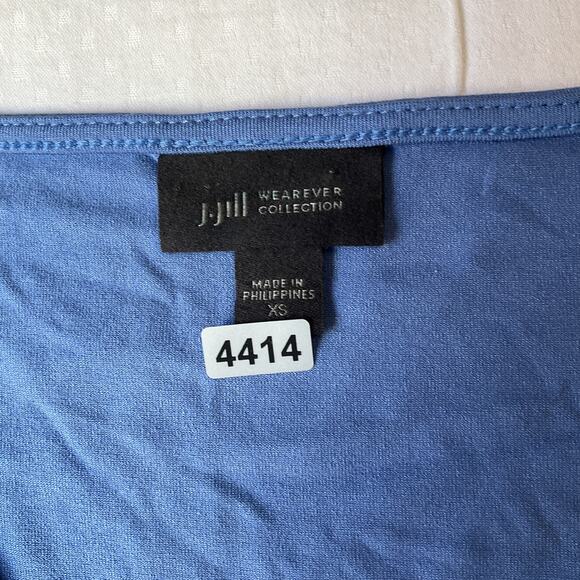 J.Jill WEAREVER
COLLECTION
MADE IN
PHILIPPINES
XS
4414